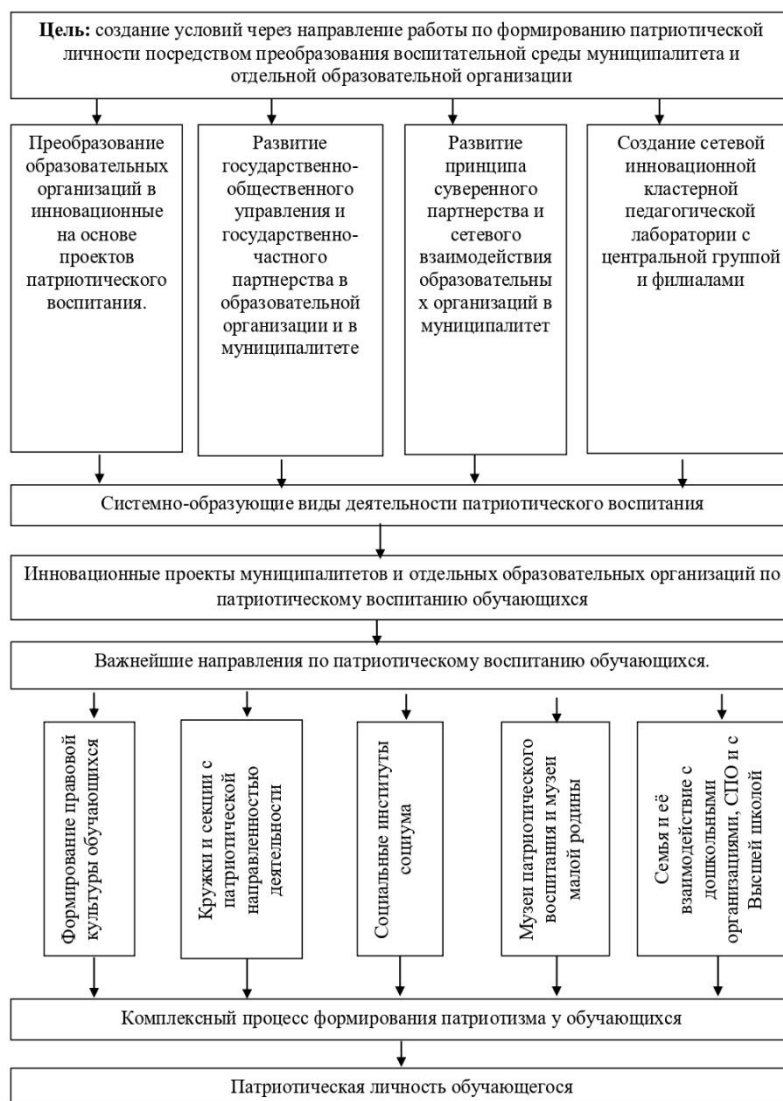 Цель: создание условий через направление работы по формированию патриотической
личности посредством преобразования воспитательной среды муниципалитета и
отдельной образовательной организации
Преобразование
образовательных
организаций в
инновационные
на основе
проектов
патриотического
воспитания.
Развитие
государственно-
общественного
управления и
государственно-
частного
партнерства в
образовательной
организации и в
муниципалитете
Развитие
принципа
суверенного
партнерства и
сетевого
взаимодействия
образовательны
х организаций в
муниципалитет
Создание сетевой
инновационной
кластерной
педагогической
лаборатории с
центральной группой
и филиалами
Системно-образующие виды деятельности патриотического воспитания
Инновационные проекты муниципалитетов и отдельных образовательных организаций по
патриотическому воспитанию обучающихся
Важнейшие направления по патриотическому воспитанию обучающихся.
Формирование правовой
культуры обучающихся
Кружки и секции с
патриотической
направленностью
деятельности
Социальные институты
социума
Музеи патриотического
воспитания и музеи
малой родины
Семья и её
взаимодействие с
дошкольными
организациями, СПО и с
Высшей школой
Комплексный процесс формирования патриотизма у обучающихся
Патриотическая личность обучающегося